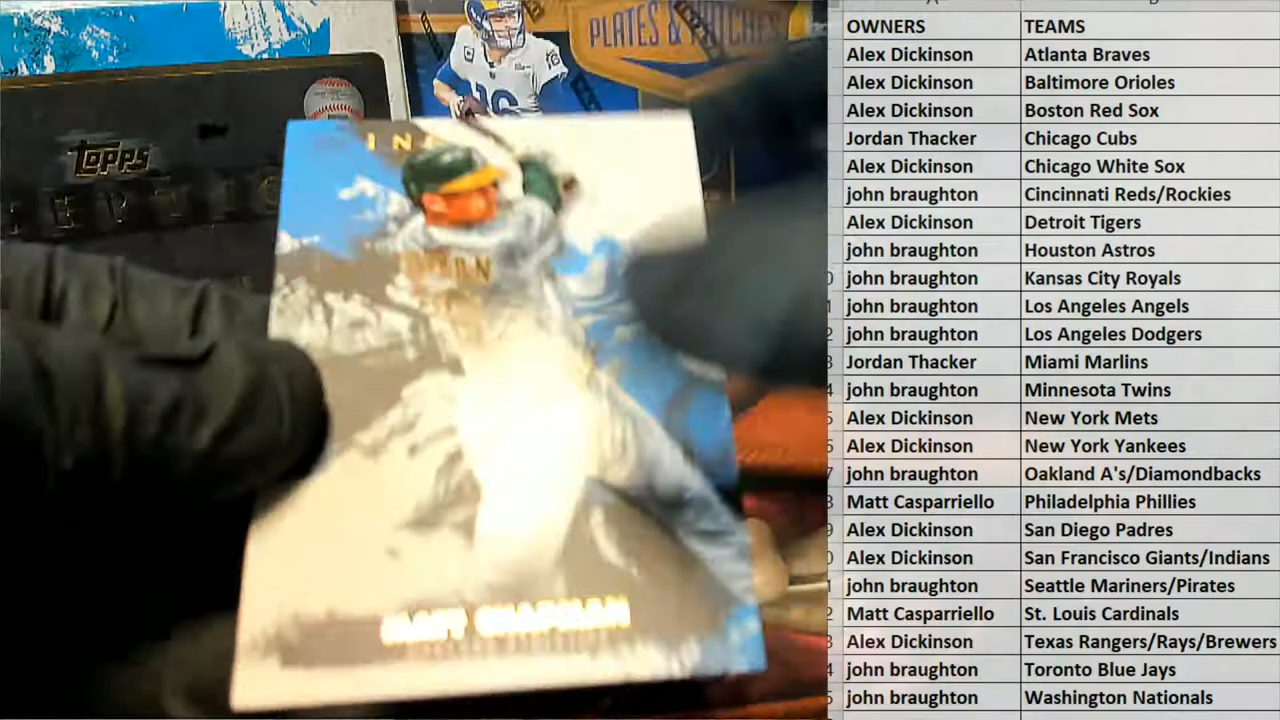 PLATES & PATCHES
16
topps
MATT CHAPMAN
OWNERS TEAMS
Alex Dickinson Atlanta Braves
Alex Dickinson Baltimore Orioles
Alex Dickinson Boston Red Sox
Jordan Thacker Chicago Cubs
Alex Dickinson Chicago White Sox
john braughton Cincinnati Reds/Rockies
Alex Dickinson Detroit Tigers
john braughton Houston Astros
john braughton Kansas City Royals
john braughton Los Angeles Angels
john braughton Los Angeles Dodgers
Jordan Thacker Miami Marlins
john braughton Minnesota Twins
Alex Dickinson New York Mets
Alex Dickinson New York Yankees
john braughton Oakland A's/Diamondbacks
Matt Casparriello Philadelphia Phillies
Alex Dickinson San Diego Padres
Alex Dickinson San Francisco Giants/Indians
john braughton Seattle Mariners/Pirates
Matt Casparriello St. Louis Cardinals
Alex Dickinson Texas Rangers/Rays/Brewers
john braughton Toronto Blue Jays
john braughton Washington Nationals